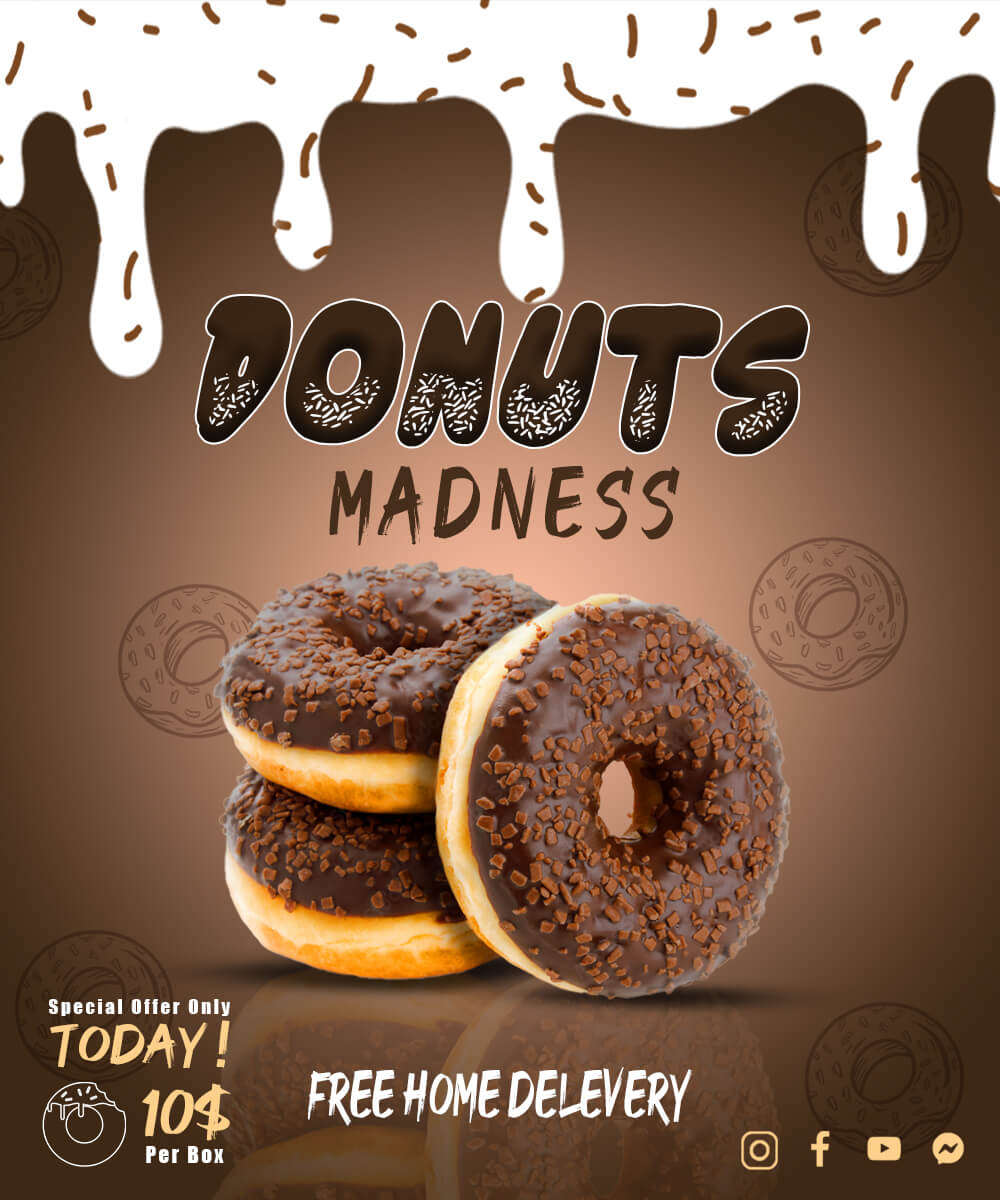 DONUTS
MADNESS
Special Offer Only
TODAY!
10$
Per Box
FREE HOME DELEVERY